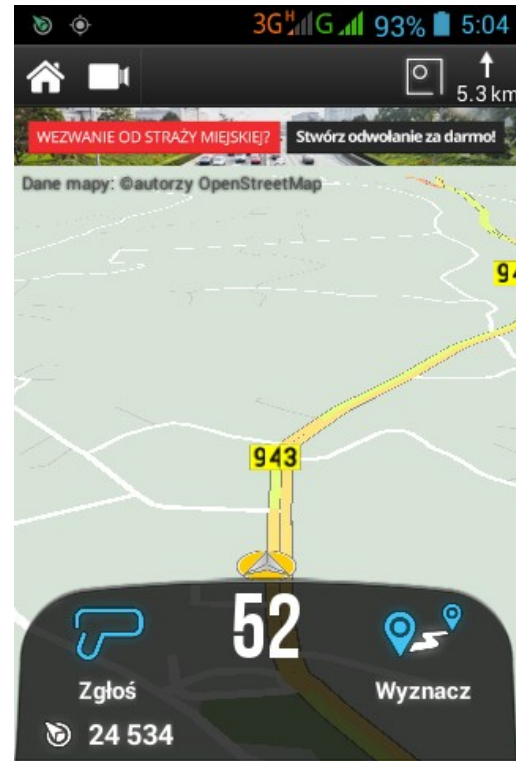 3G H G 93% 5:04
5.3 km
WEZWANIE OD STRAŻY MIEJSKIEJ? Stwórz odwołanie za darmo!
Dane mapy: ©autorzy OpenStreetMap
94
943
52
Zgłoś Wyznacz
24 534